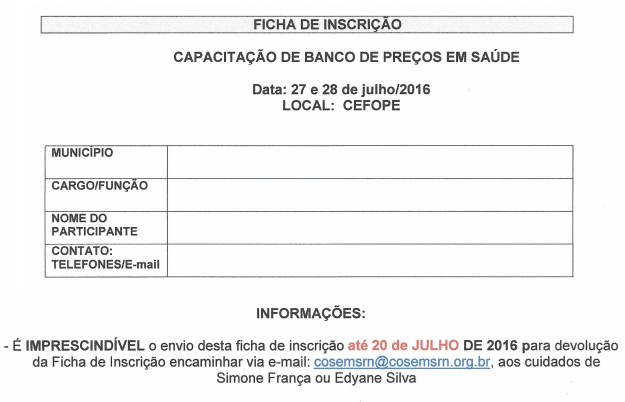 FICHA DE INSCRIÇÃO
CAPACITAÇÃO DE BANCO DE PREÇOS EM SAÚDE
Data: 27 e 28 de julho/2016
LOCAL: CEFOPE
MUNICÍPIO
CARGO/FUNÇÃO
NOME DO
PARTICIPANTE
CONTATO:
TELEFONES/E-mail
INFORMAÇÕES:
- É IMPRESCINDÍVEL o envio desta ficha de inscrição até 20 de JULHO DE 2016 para devolução
da Ficha de Inscrição encaminhar via e-mail: cosemsrn@cosemsrn.org.br, aos cuidados de
Simone França ou Edyane Silva